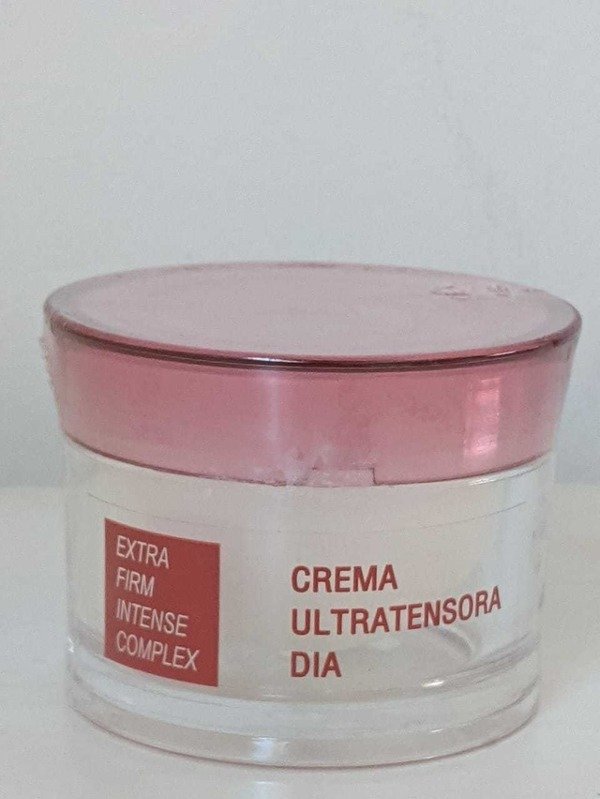 EXTRA
FIRM
INTENSE
COMPLEX
CREMA
ULTRATENSORA
DIA